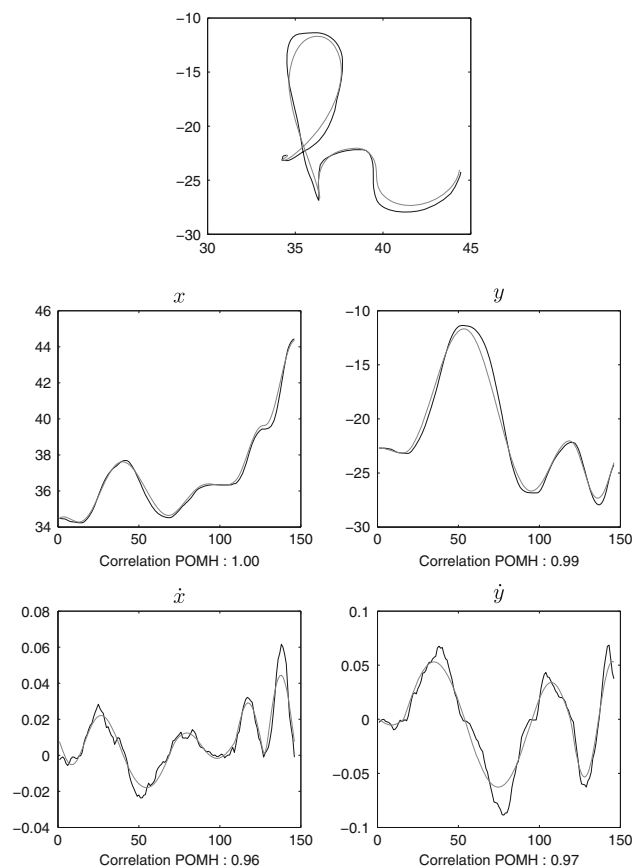 −10
−15
−20
−25
−30
30 35 40 45
x
46
44
42
40
38
36
34
0 50 100 150
Correlation POMH : 1.00
y
−10
−15
−20
−25
−30
0 50 100 150
Correlation POMH : 0.99
ẋ
0.08
0.06
0.04
0.02
0
−0.02
−0.04
0 50 100 150
Correlation POMH : 0.96
ẏ
0.1
0.05
0
−0.05
−0.1
0 50 100 150
Correlation POMH : 0.97